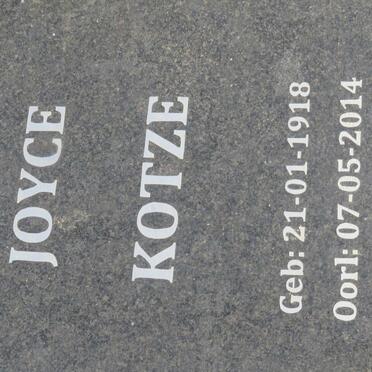 JOYCE
KOTZE
Geb: 21-01-1918
Oorl: 07-05-2014